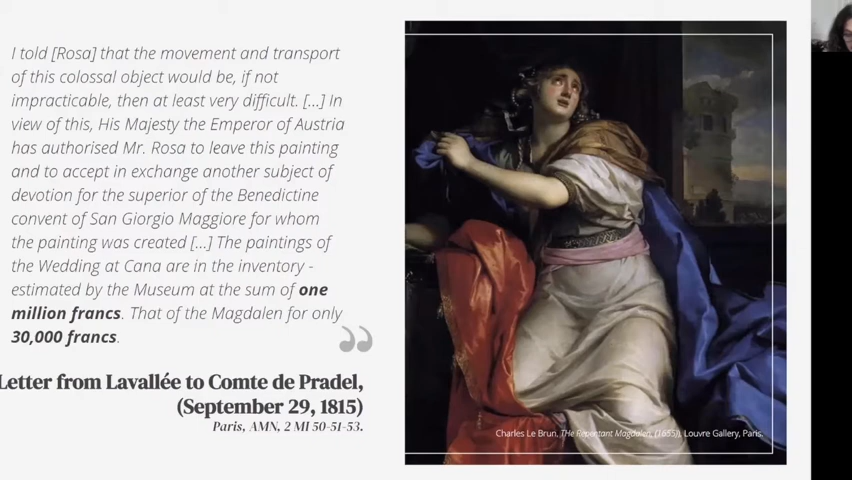 I told [Rosa] that the movement and transport
of this colossal object would be, if not
impracticable, then at least very difficult. [...] In
view of this, His Majesty the Emperor of Austria
has authorised Mr. Rosa to leave this painting
and to accept in exchange another subject of
devotion for the superior of the Benedictine
convent of San Giorgio Maggiore for whom
the painting was created [...] The paintings of
the Wedding at Cana are in the inventory -
estimated by the Museum at the sum of one
million francs. That of the Magdalen for only
30,000 francs.
”
Letter from Lavallée to Comte de Pradel,
(September 29, 1815)
Paris, AMN, 2 MI 50-51-53.
Charles Le Brun, THe Repentant Magdalen, (1655), Louvre Gallery, Paris.